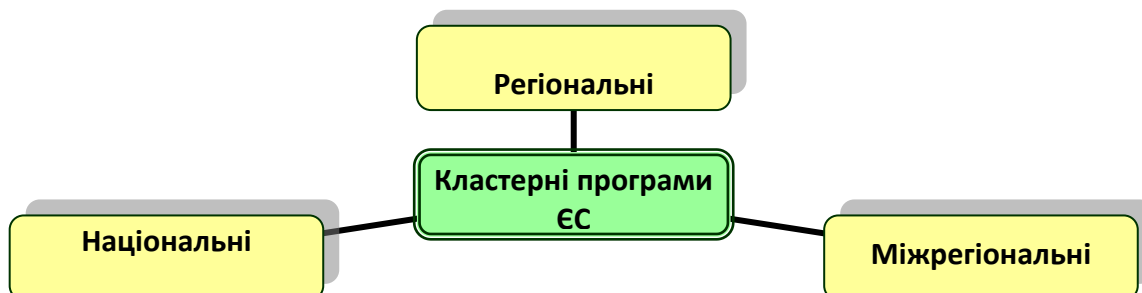 Регіональні
Кластерні програми
ЄС
Національні
Міжрегіональні